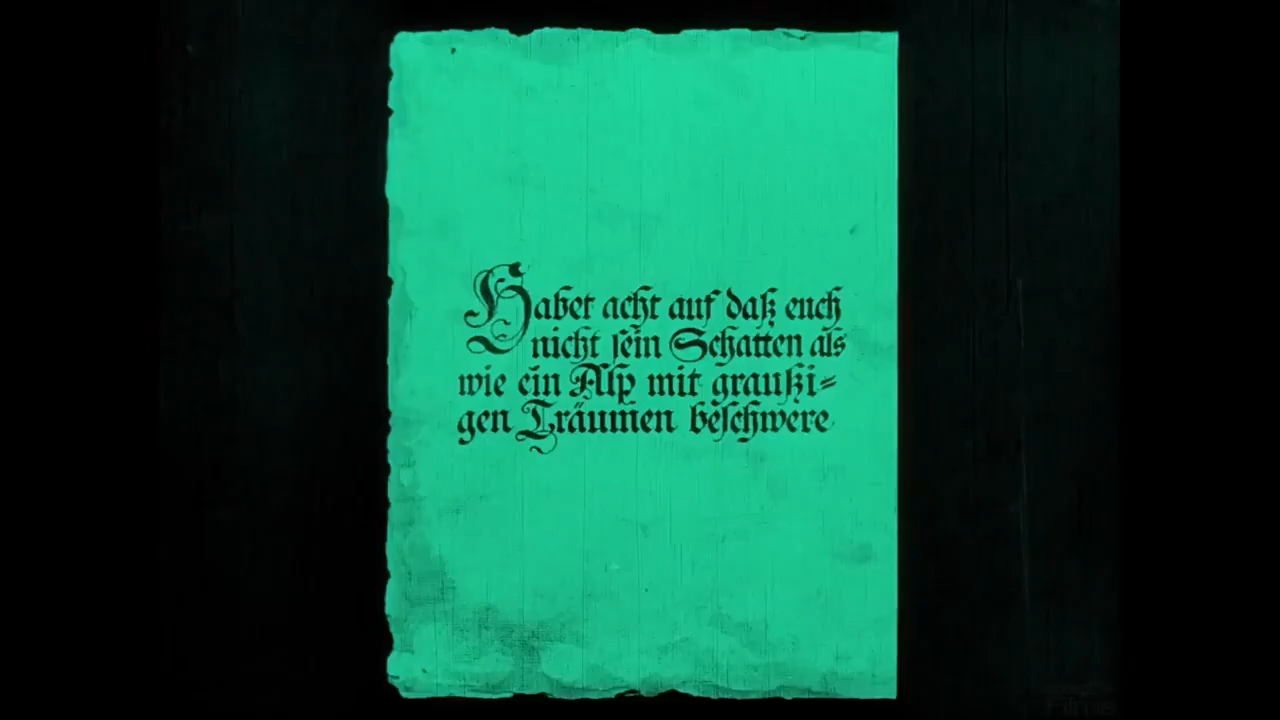 Habet acht auf daß euch
nicht sein Schatten als
wie ein Alp mit graußi=
gen Träumen beschwere